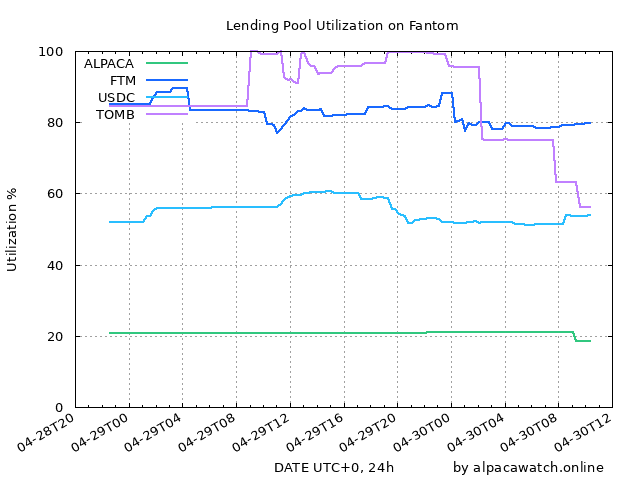 Lending Pool Utilization on Fantom
100
80
60
40
20
0
Utilization %
ALPACA
FTM
USDC
TOMB
04-28T20
04-29T00
04-29T04
04-29T08
04-29T12
04-29T16
04-29T20
04-30T00
04-30T04
04-30T08
04-30T12
DATE UTC+0, 24h
by alpacawatch.online